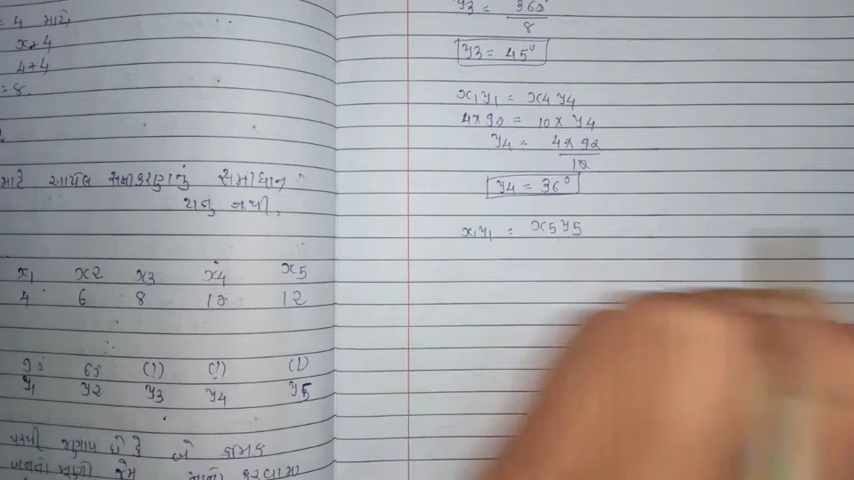 = 4 માટે
x+4
4+4
= 8.
માટે આપેલ સમીકરણનું સમાધાન
થતુ નથી.
x1 x2 x3 x4 x5
4 6 8 10 12
90 60 (?) (?) (?)
y1 y2 y3 y4 y5
બે ક્રમિક
y3 = 360
8
y3 = 45°
x1y1 = x4y4
4×90 = 10 × y4
y4 = 4×90
10
y4 = 36°
x1y1 = x5y5